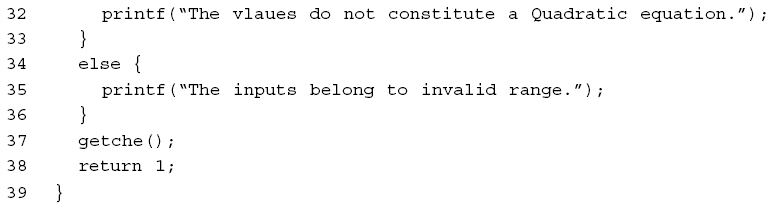 32 printf(“The vlaues do not constitute a Quadratic equation.”);
33 }
34 else {
35 printf(“The inputs belong to invalid range.”);
36 }
37 getche();
38 return 1;
39 }